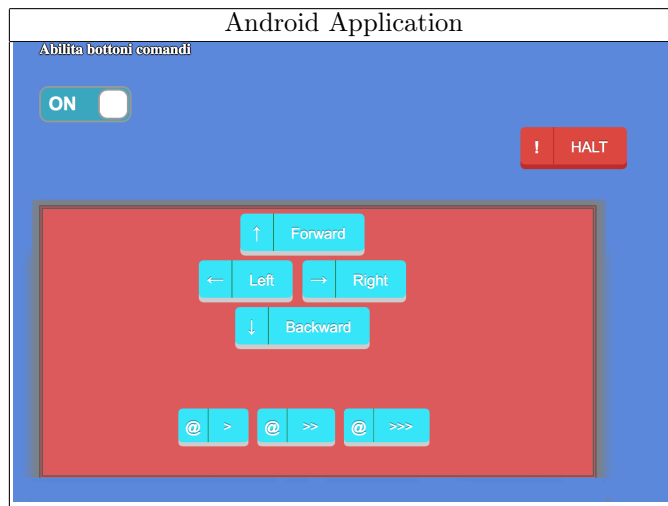 Android Application
Abilita bottoni comandi
ON
! HALT
↑ Forward
← Left → Right
↓ Backward
@ > @ >> @ >>>